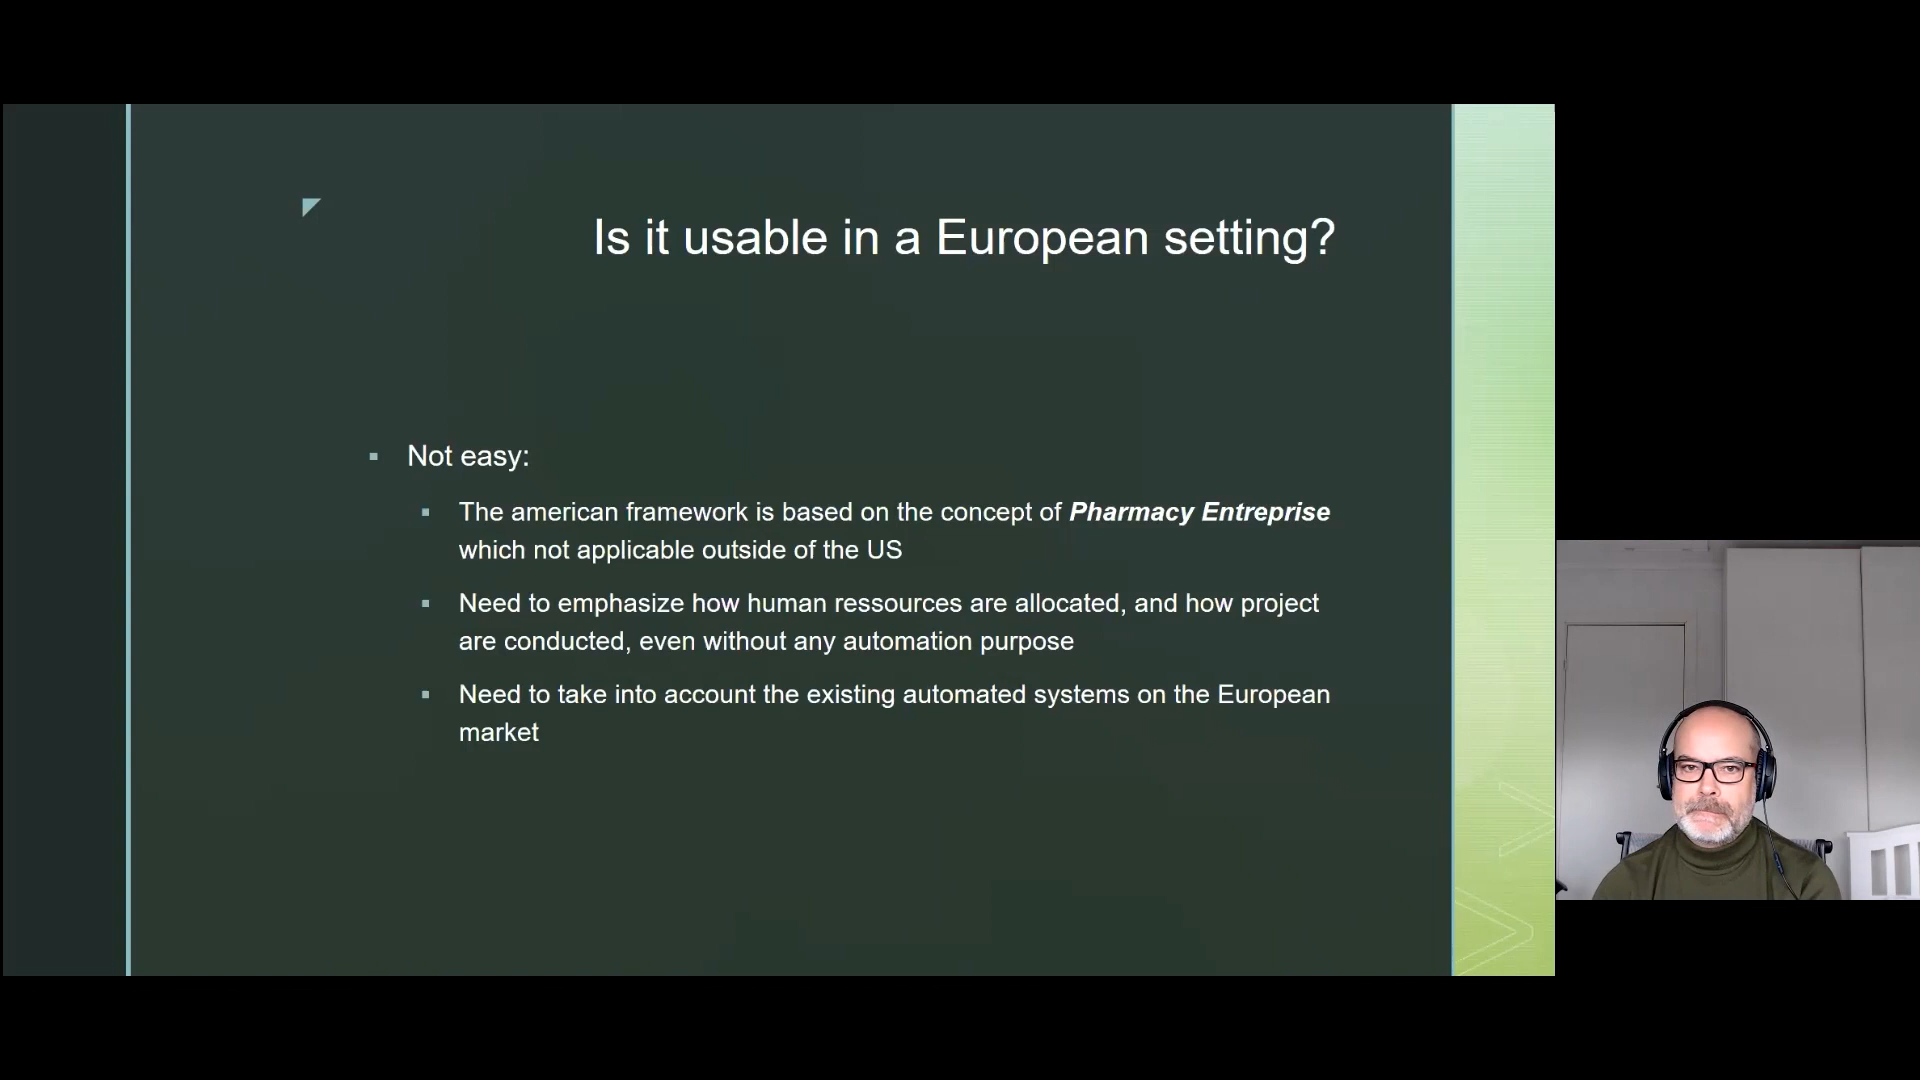 Is it usable in a European setting?
Not easy:
The american framework is based on the concept of Pharmacy Entreprise
which not applicable outside of the US
Need to emphasize how human ressources are allocated, and how project
are conducted, even without any automation purpose
Need to take into account the existing automated systems on the European
market